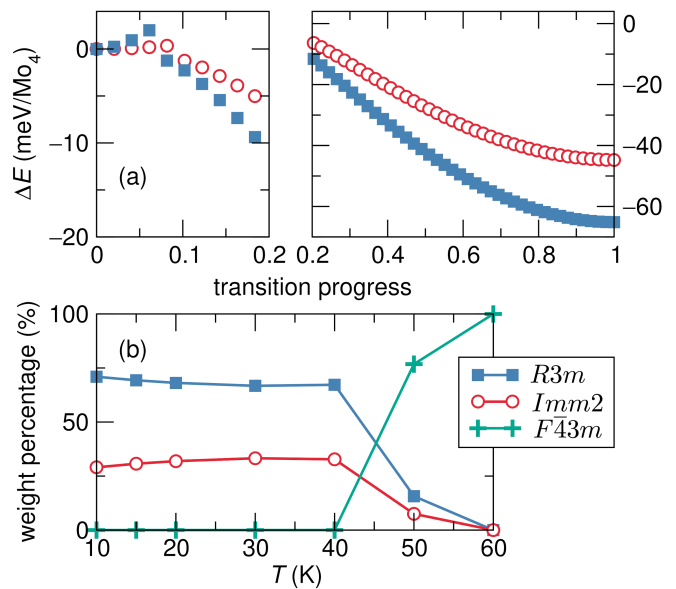 0
−10
−20
ΔE (meV/Mo4)
(a)
0 0.1 0.2
0
−20
−40
−60
0.2 0.4 0.6 0.8 1
transition progress
100
50
0
weight percentage (%)
(b)
R3m
Imm2
F4̄3m
10 20 30 40 50 60
T (K)